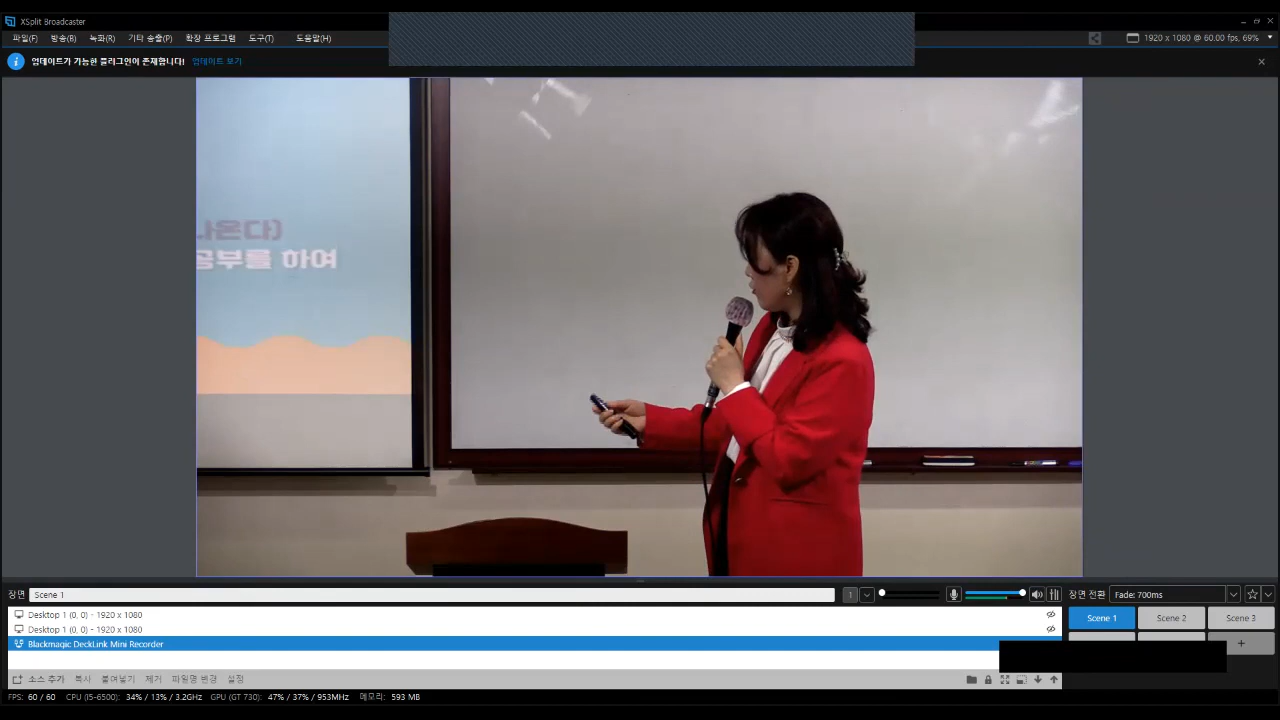 XSplit Broadcaster
파일(F) 방송(B) 녹화(R) 기타 송출(P) 확장 프로그램 도구(T) 도움말(H) 1920 x 1080 @ 60.00 fps, 69%
업데이트가 가능한 플러그인이 존재합니다! 업데이트 보기
나온다)
공부를 하여
장면 Scene 1 1 장면 전환 Fade: 700ms
Desktop 1 (0, 0) - 1920 x 1080
Desktop 1 (0, 0) - 1920 x 1080
Blackmagic DeckLink Mini Recorder
Scene 1 Scene 2 Scene 3
소스 추가 복사 붙여넣기 제거 파일명 변경 설정
FPS: 60 / 60 CPU (I5-6500): 34% / 13% / 3.2GHz GPU (GT 730): 47% / 37% / 953MHz 메모리: 593 MB